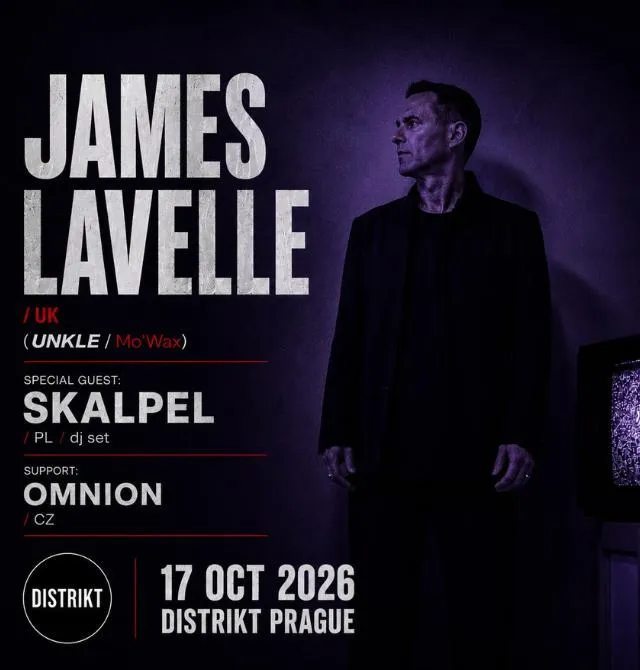 JAMES
LAVELLE
/ UK
(UNKLE / Mo'Wax)
SPECIAL GUEST:
SKALPEL
/ PL / dj set
SUPPORT:
OMNION
/ CZ
DISTRIKT
17 OCT 2026
DISTRIKT PRAGUE